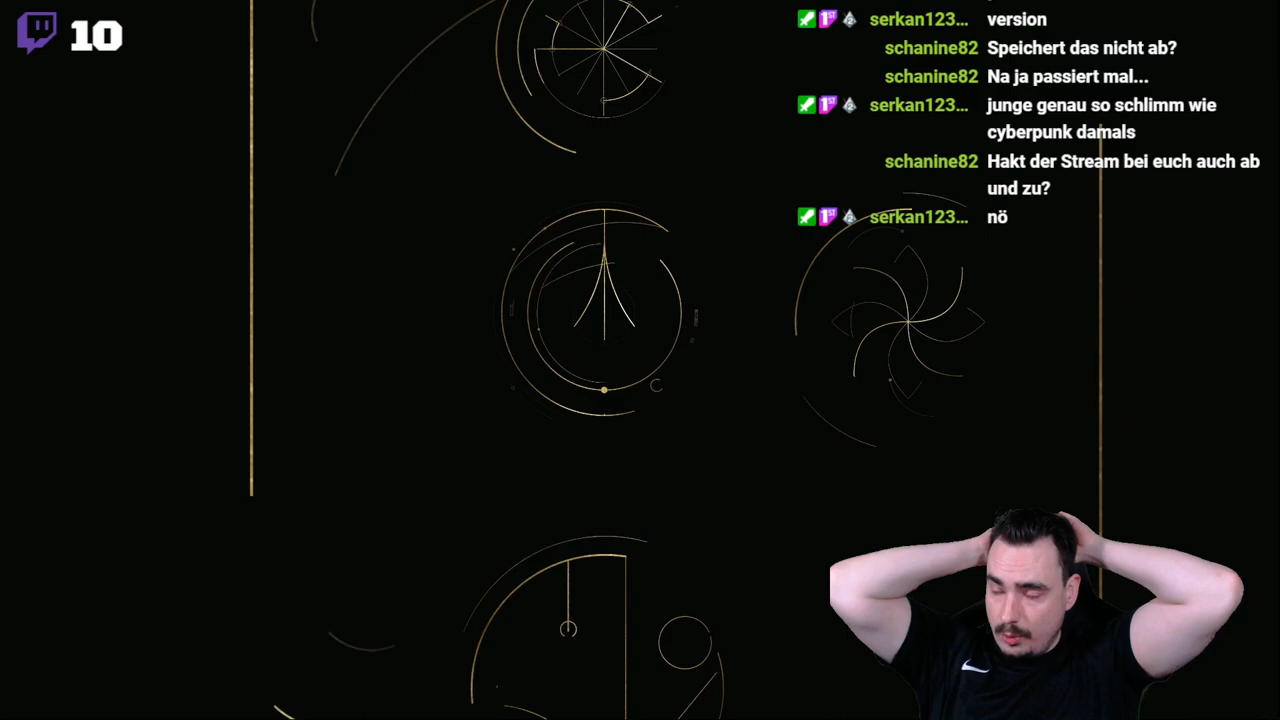 10
serkan123… version
schanine82 Speichert das nicht ab?
schanine82 Na ja passiert mal...
serkan123… junge genau so schlimm wie
cyberpunk damals
schanine82 Hakt der Stream bei euch auch ab
und zu?
serkan123… nö